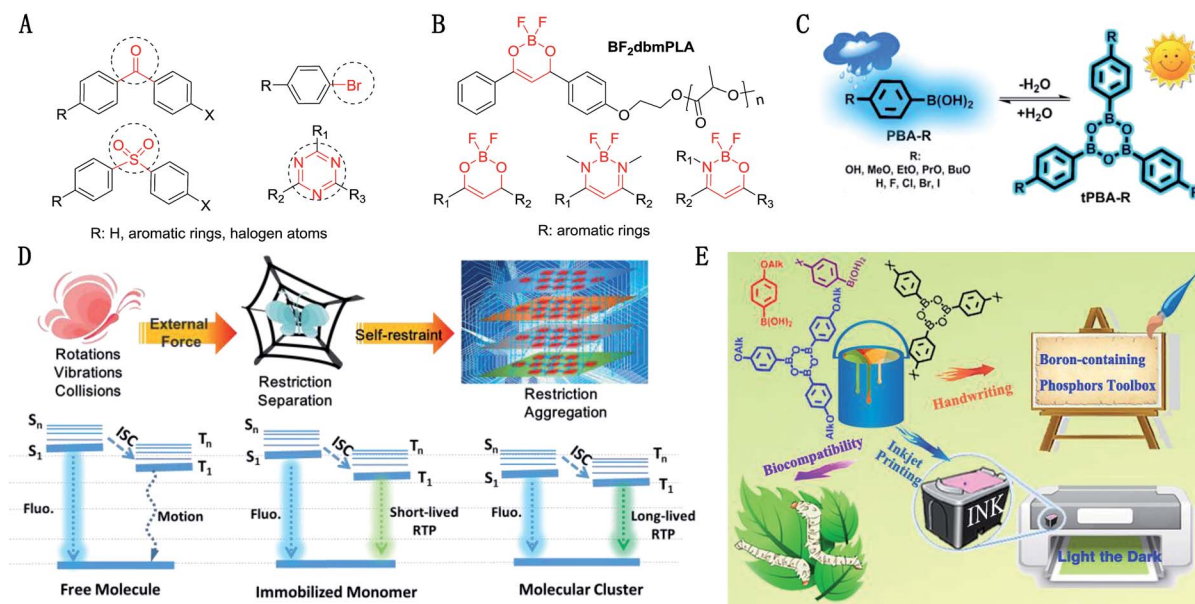 A
O
R
X
Br
R
O O
S
R
X
R1
N N
N
R2 R3
R: H, aromatic rings, halogen atoms
B
F F
B
O O
BF2dbmPLA
O
O
O
n
F F
B
O O
R1 R2
F F
B
N N
R1 R2
F F
B
R1 N O
R2 R3
R: aromatic rings
C
R
B(OH)2
PBA-R
R:
OH, MeO, EtO, PrO, BuO
H, F, Cl, Br, I
-H2O
+H2O
R
B
O O
B B
O
R R
tPBA-R
D
Rotations
Vibrations
Collisions
External
Force
Restriction
Separation
Self-restraint
Restriction
Aggregation
Sn
S1
ISC
Tn
T1
Fluo.
Motion
Free Molecule
Sn
S1
ISC
Tn
T1
Fluo.
Short-lived
RTP
Immobilized Monomer
Sn
S1
ISC
Tn
T1
Fluo.
Long-lived
RTP
Molecular Cluster
E
OAlk
B(OH)2
X
B(OH)2
OAlk
OAlk
B O B
O O
B
AlkO
X
B O B
O O
B
X
X
Handwriting
Boron-containing
Phosphors Toolbox
Biocompatibility
Inkjet
Printing
INK
Light the Dark